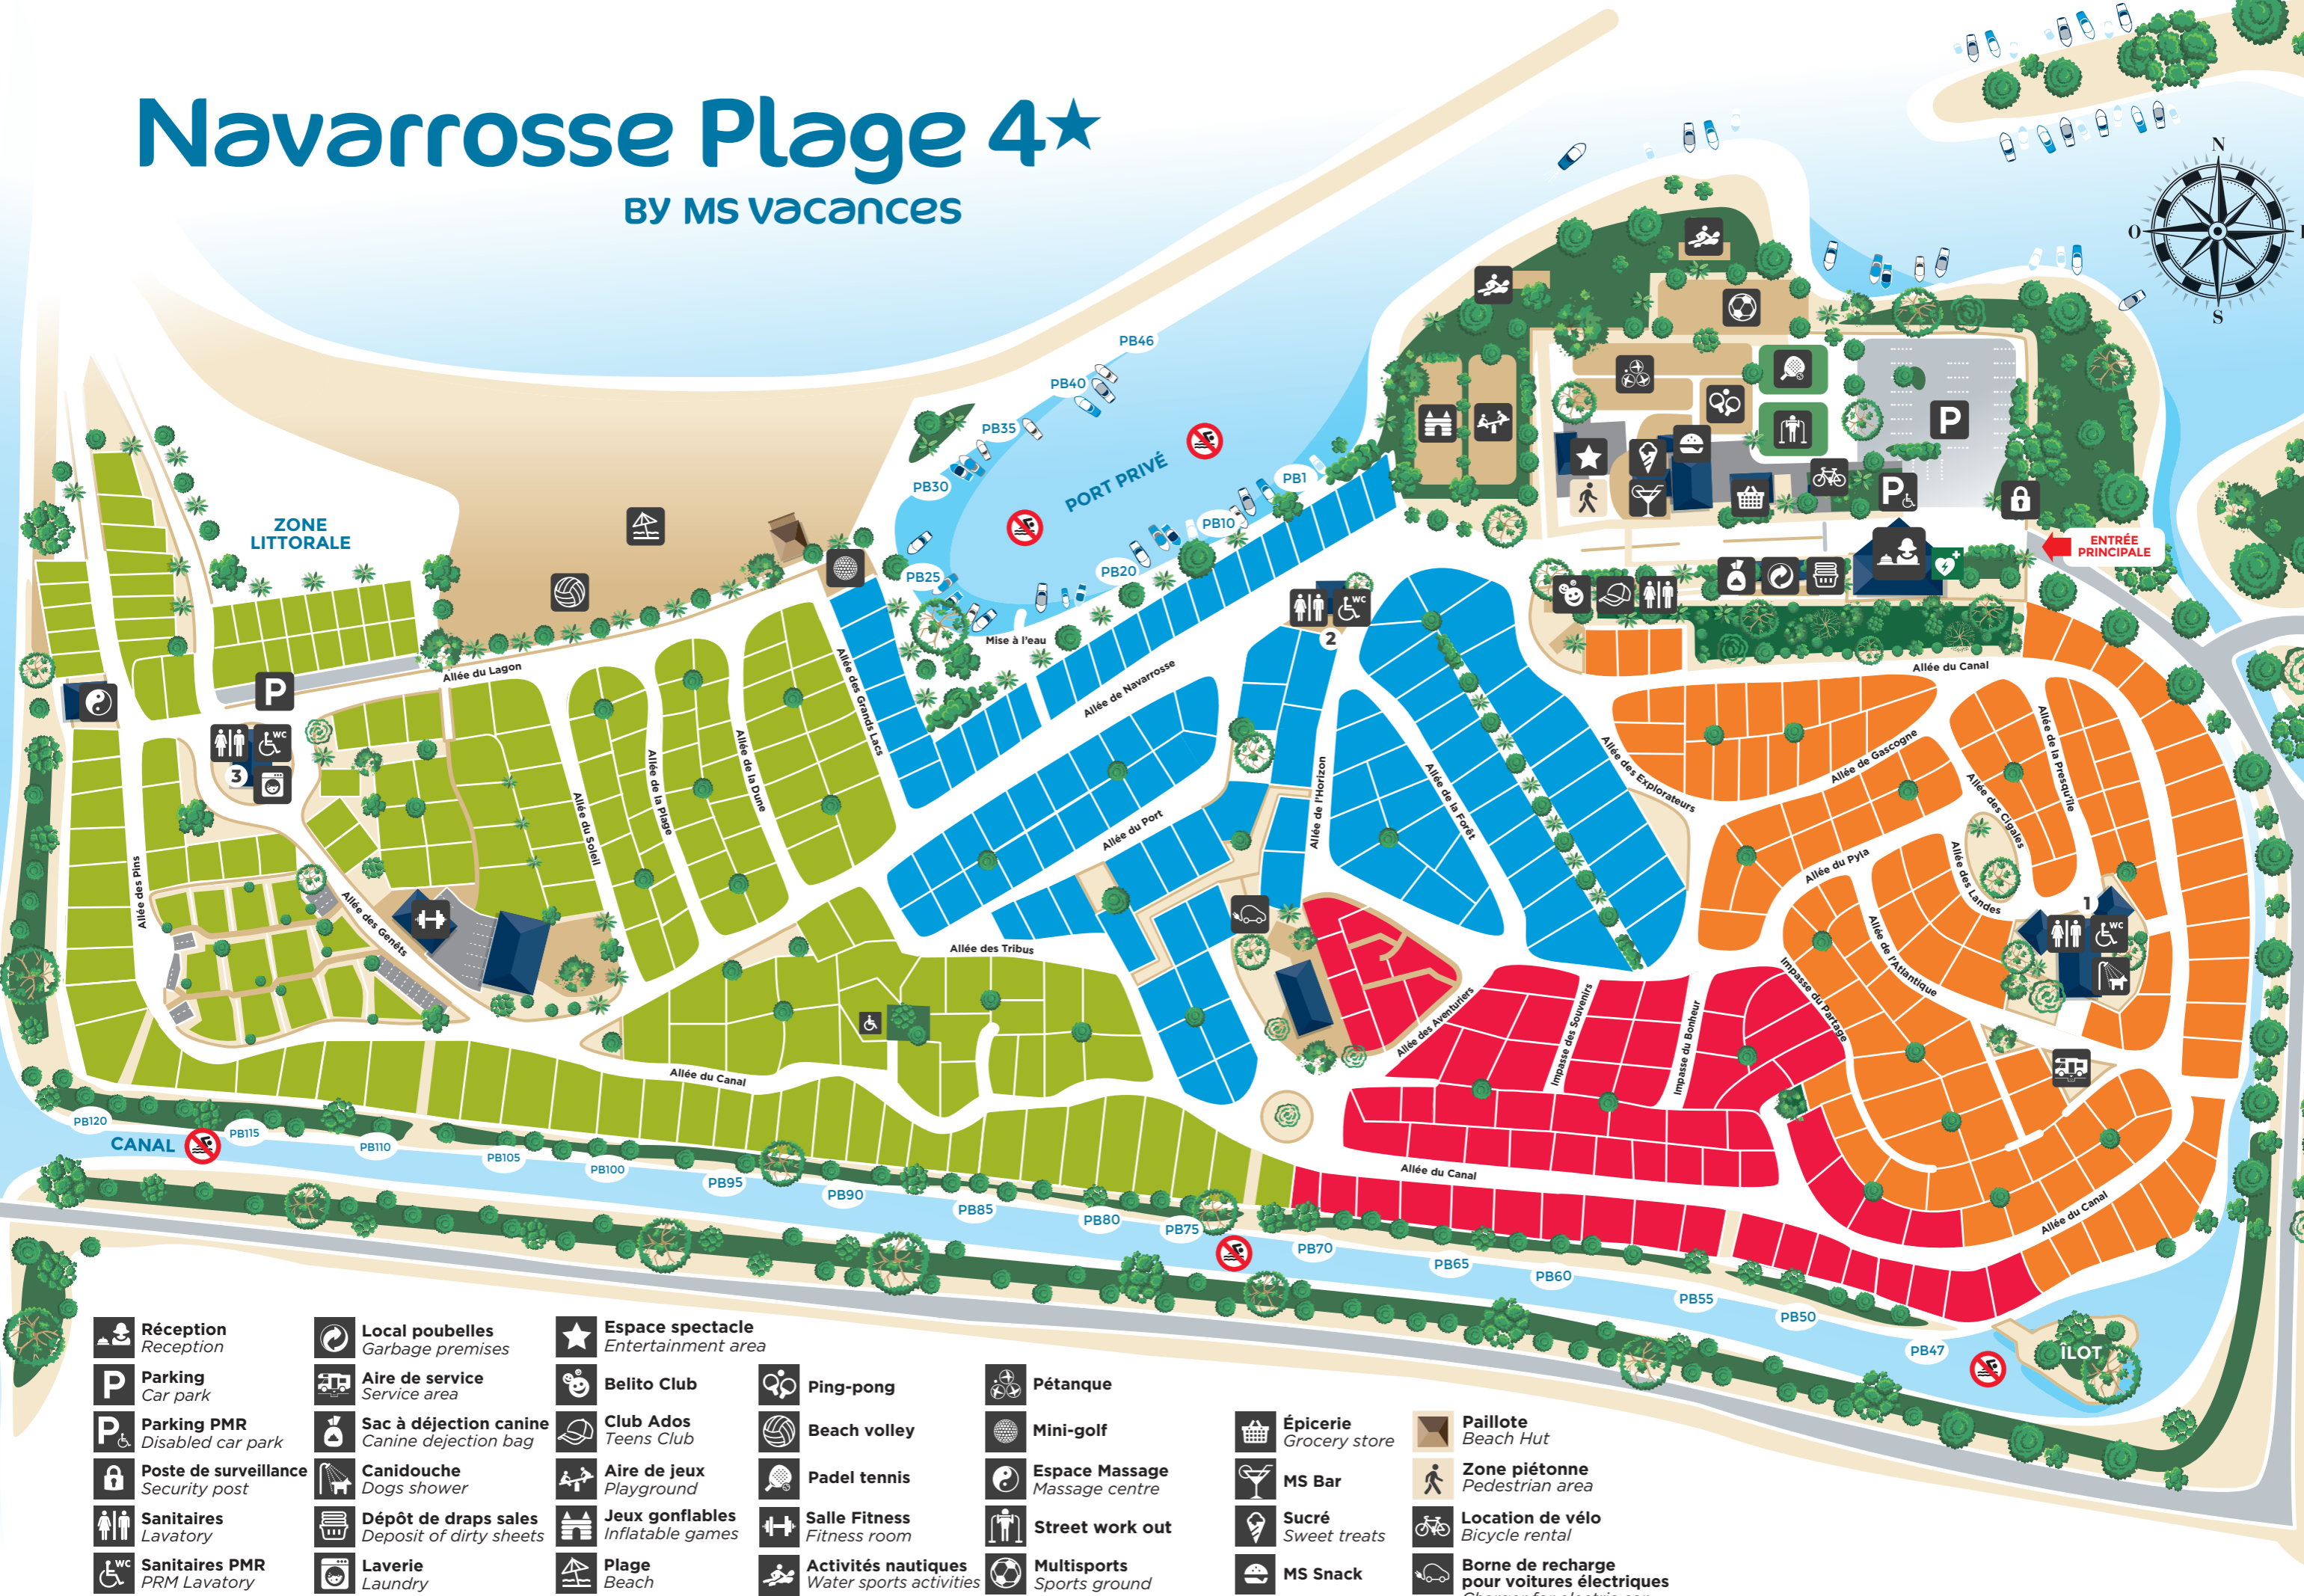 Navarrosse Plage 4★
BY MS vacances
N
O
S
PB46
PB40
PB35
PB30
PORT PRIVÉ
PB1
PB10
PB20
PB25
Mise à l'eau
ZONE
LITTORALE
P
P
P
ENTRÉE
PRINCIPALE
WC
2
WC
3
1
WC
Allée du Lagon
Allée des Grands Lacs
Allée de Navarrosse
Allée du Canal
Allée de la Presqu'île
Allée de Gascogne
Allée des Explorateurs
Allée des Cigales
Allée de la Dune
Allée de la Plage
Allée du Soleil
Allée du Port
Allée de l'Horizon
Allée de la Forêt
Allée du Pyla
Allée des Landes
Allée de l'Atlantique
Allée des Pins
Allée des Genêts
Allée des Tribus
Impasse du Partage
Allée des Aventuriers
Impasse des Souvenirs
Impasse du Bonheur
Allée du Canal
Allée du Canal
Allée du Canal
PB120
CANAL
PB115
PB110
PB105
PB100
PB95
PB90
PB85
PB80
PB75
PB70
PB65
PB60
PB55
PB50
PB47
ÎLOT
Réception
Reception
P
Parking
Car park
P
Parking PMR
Disabled car park
Poste de surveillance
Security post
Sanitaires
Lavatory
WC
Sanitaires PMR
PRM Lavatory
Local poubelles
Garbage premises
Aire de service
Service area
Sac à déjection canine
Canine dejection bag
Canidouche
Dogs shower
Dépôt de draps sales
Deposit of dirty sheets
Laverie
Laundry
Espace spectacle
Entertainment area
Belito Club
Club Ados
Teens Club
Aire de jeux
Playground
Jeux gonflables
Inflatable games
Plage
Beach
Ping-pong
Beach volley
Padel tennis
Salle Fitness
Fitness room
Activités nautiques
Water sports activities
Pétanque
Mini-golf
Espace Massage
Massage centre
Street work out
Multisports
Sports ground
Épicerie
Grocery store
MS Bar
Sucré
Sweet treats
MS Snack
Paillote
Beach Hut
Zone piétonne
Pedestrian area
Location de vélo
Bicycle rental
Borne de recharge
pour voitures électriques